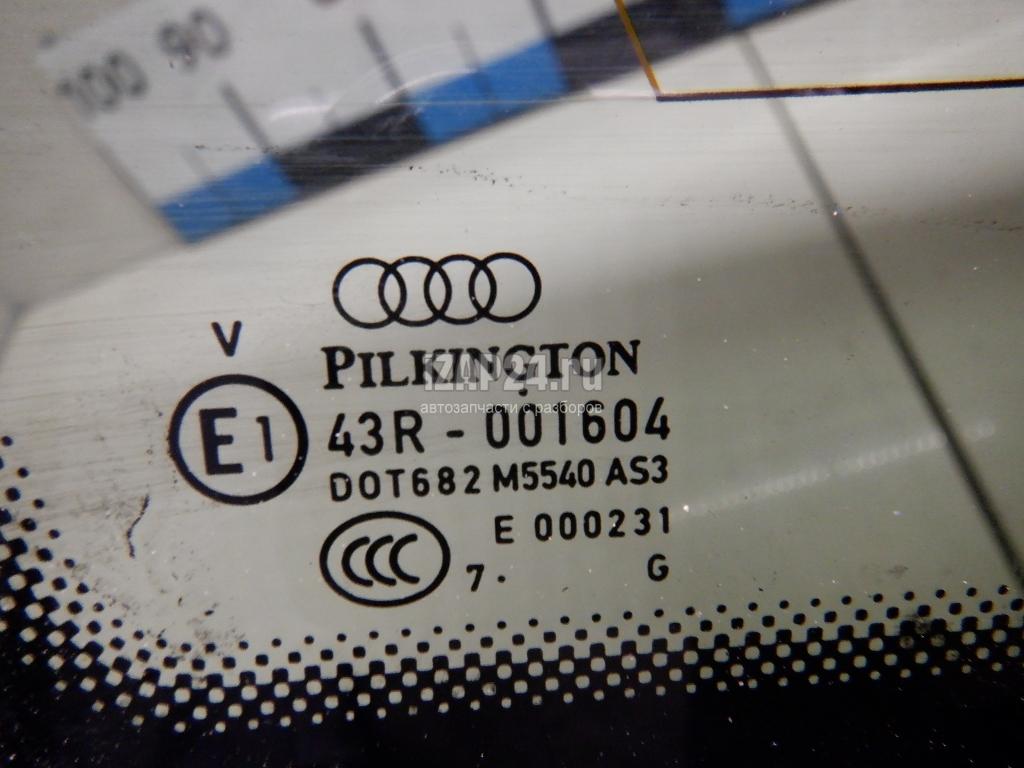 100 90
V
PILKINGTON
iZAP24.ru
автозапчасти с разборов
E1 43R - 001604
DOT682 M5540 AS3
CCC E 000231
7. G